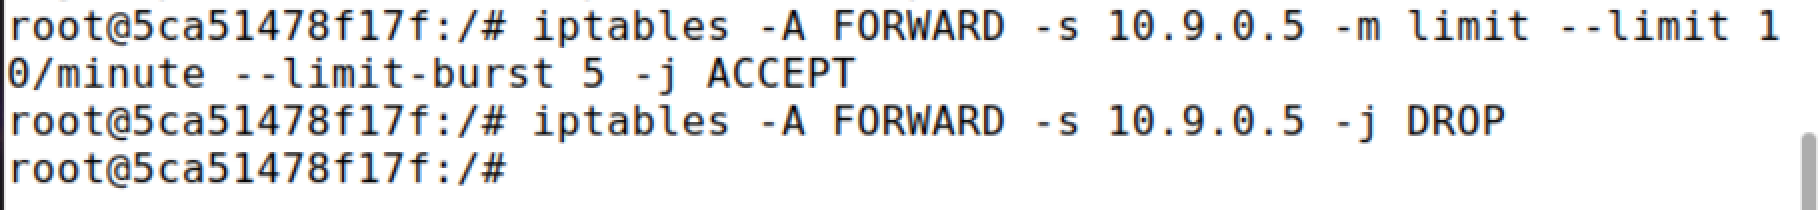 root@5ca51478f17f:/# iptables -A FORWARD -s 10.9.0.5 -m limit --limit 1
0/minute --limit-burst 5 -j ACCEPT
root@5ca51478f17f:/# iptables -A FORWARD -s 10.9.0.5 -j DROP
root@5ca51478f17f:/#